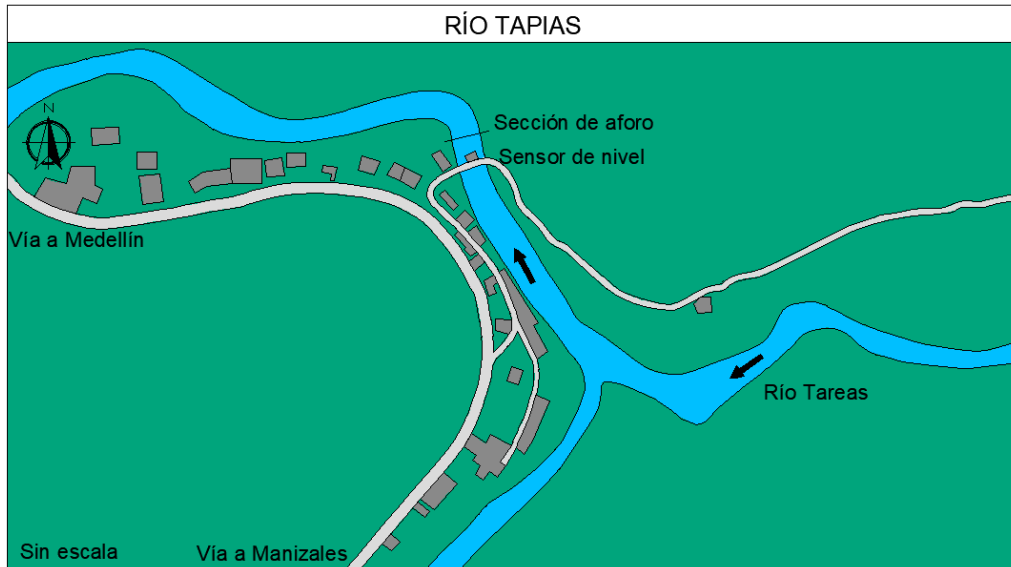 RÍO TAPIAS
N
Sección de aforo
Sensor de nivel
Vía a Medellín
Río Tareas
Sin escala
Vía a Manizales